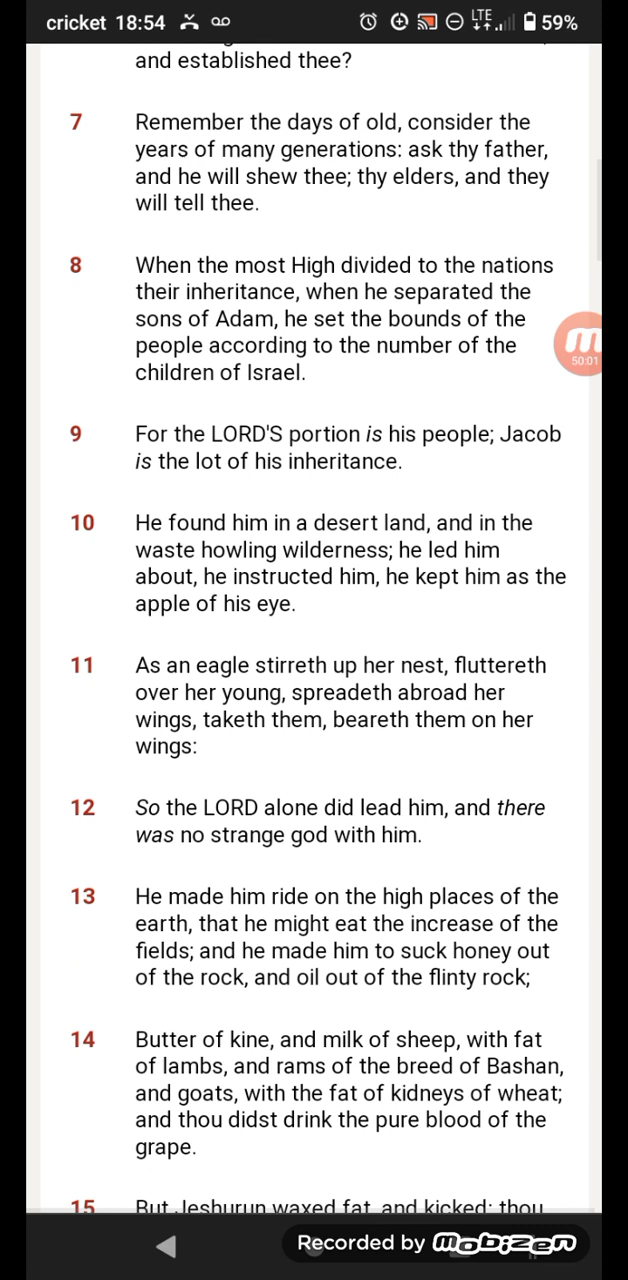 cricket 18:54 LTE 59%
and established thee?
7 Remember the days of old, consider the
years of many generations: ask thy father,
and he will shew thee; thy elders, and they
will tell thee.
8 When the most High divided to the nations
their inheritance, when he separated the
sons of Adam, he set the bounds of the
people according to the number of the
children of Israel.
50:01
9 For the LORD'S portion is his people; Jacob
is the lot of his inheritance.
10 He found him in a desert land, and in the
waste howling wilderness; he led him
about, he instructed him, he kept him as the
apple of his eye.
11 As an eagle stirreth up her nest, fluttereth
over her young, spreadeth abroad her
wings, taketh them, beareth them on her
wings:
12 So the LORD alone did lead him, and there
was no strange god with him.
13 He made him ride on the high places of the
earth, that he might eat the increase of the
fields; and he made him to suck honey out
of the rock, and oil out of the flinty rock;
14 Butter of kine, and milk of sheep, with fat
of lambs, and rams of the breed of Bashan,
and goats, with the fat of kidneys of wheat;
and thou didst drink the pure blood of the
grape.
15 But Jeshurun waxed fat, and kicked: thou
Recorded by Mobizen